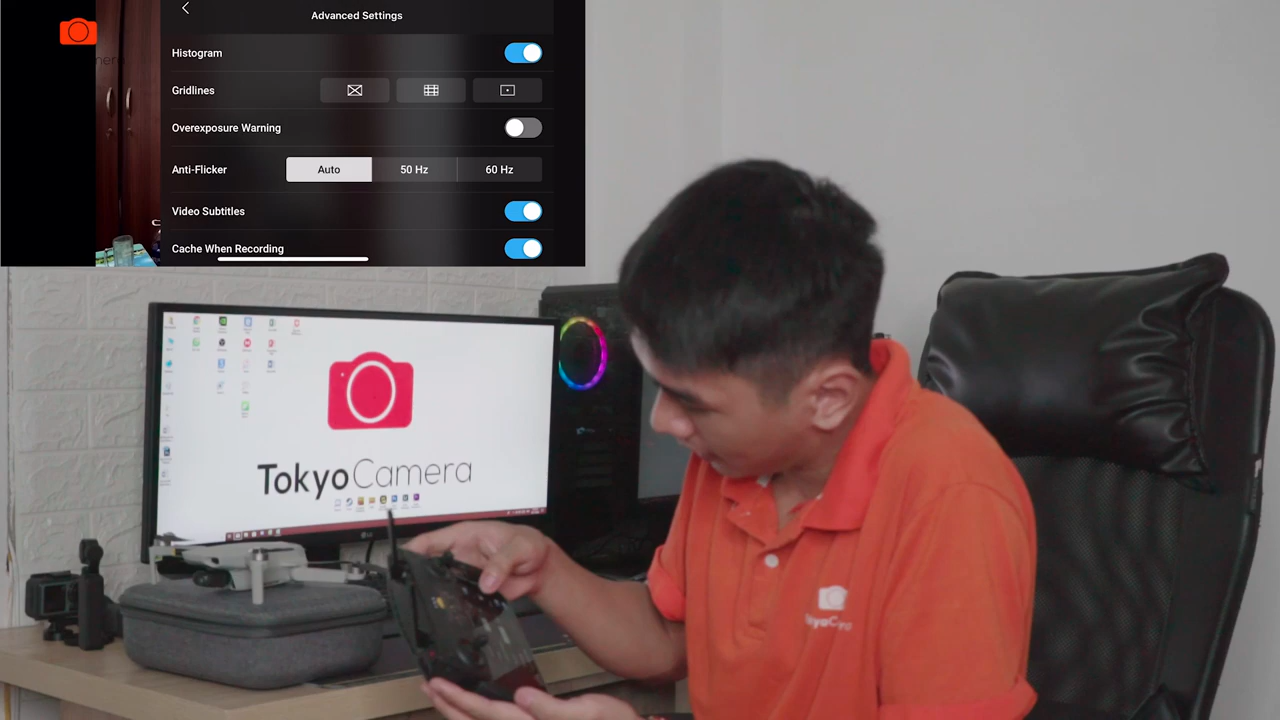 Advanced Settings
Histogram
Gridlines
Overexposure Warning
Anti-Flicker
Auto
50 Hz
60 Hz
Video Subtitles
Cache When Recording
TokyoCamera
LG